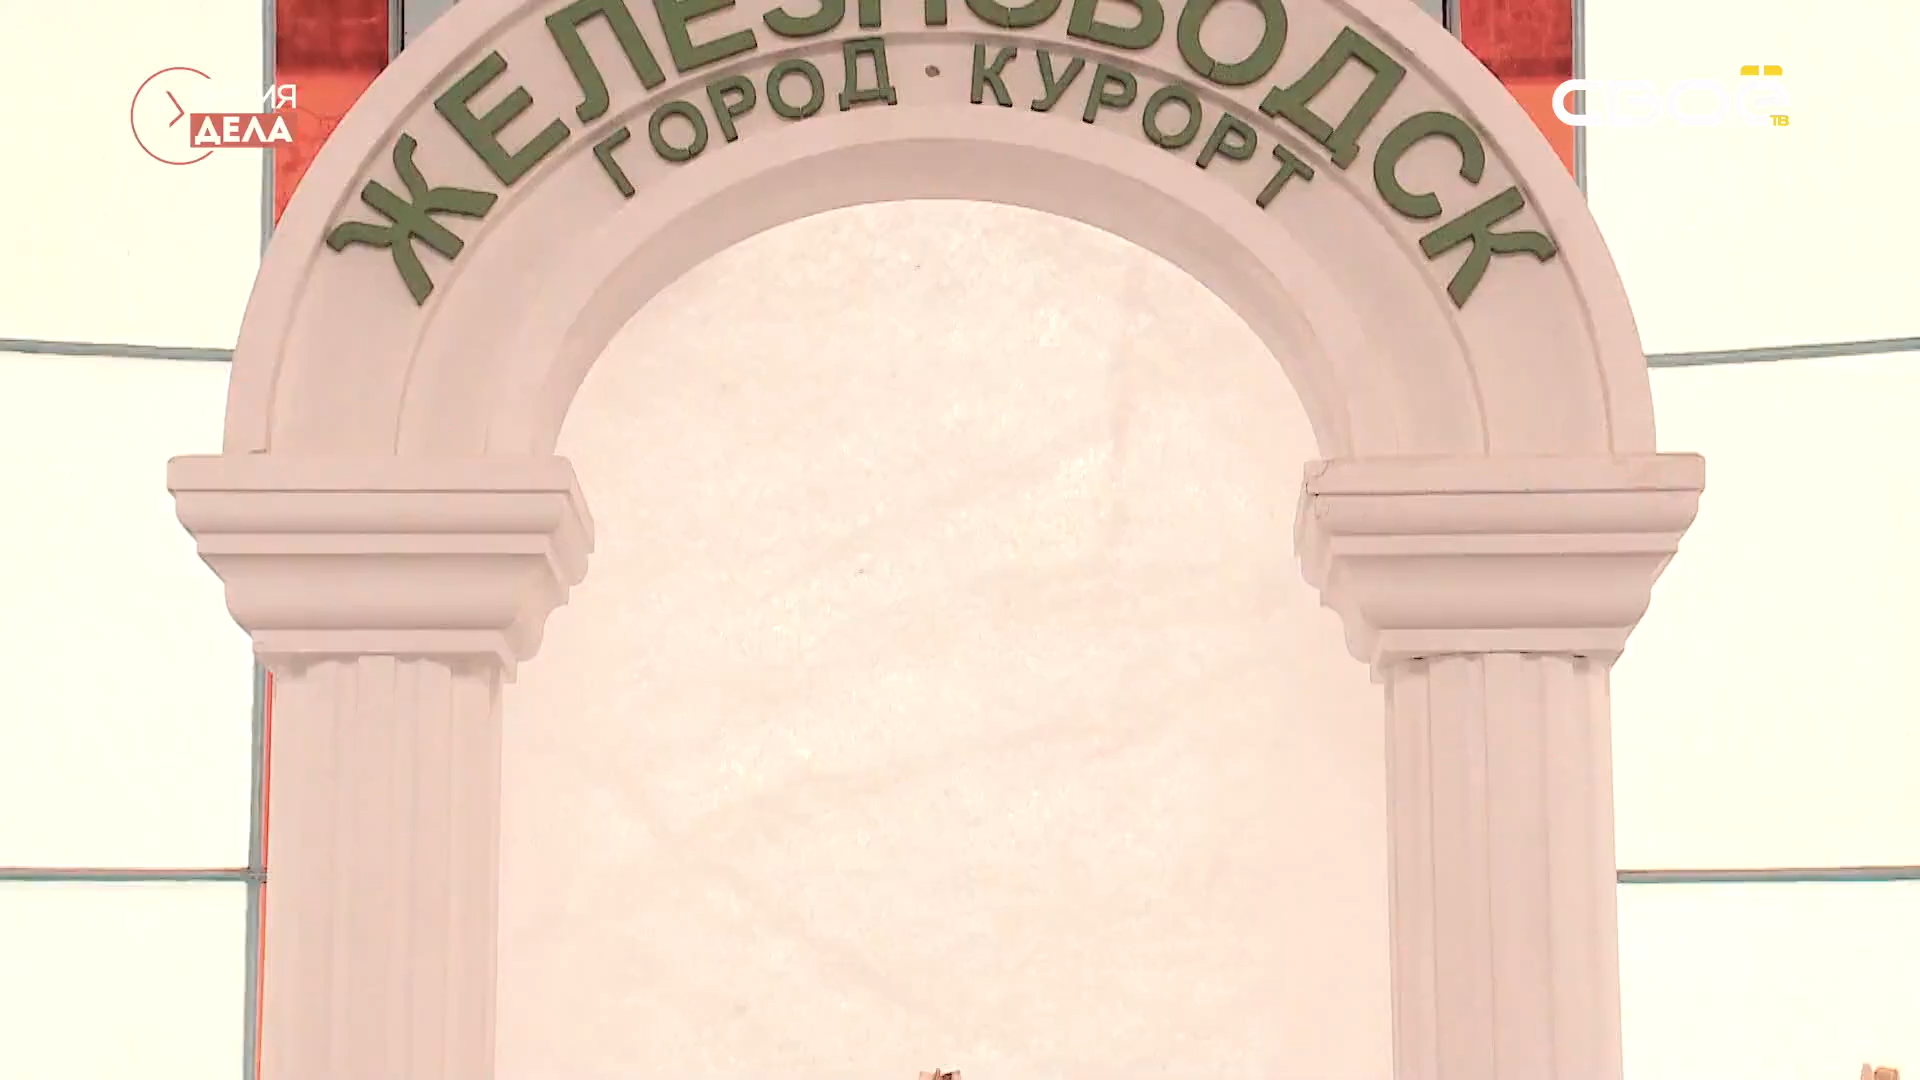 ЖЕЛЕЗНОВОДСК
ГОРОД · КУРОРТ
ДЕЛА
СВОЁ
ТВ